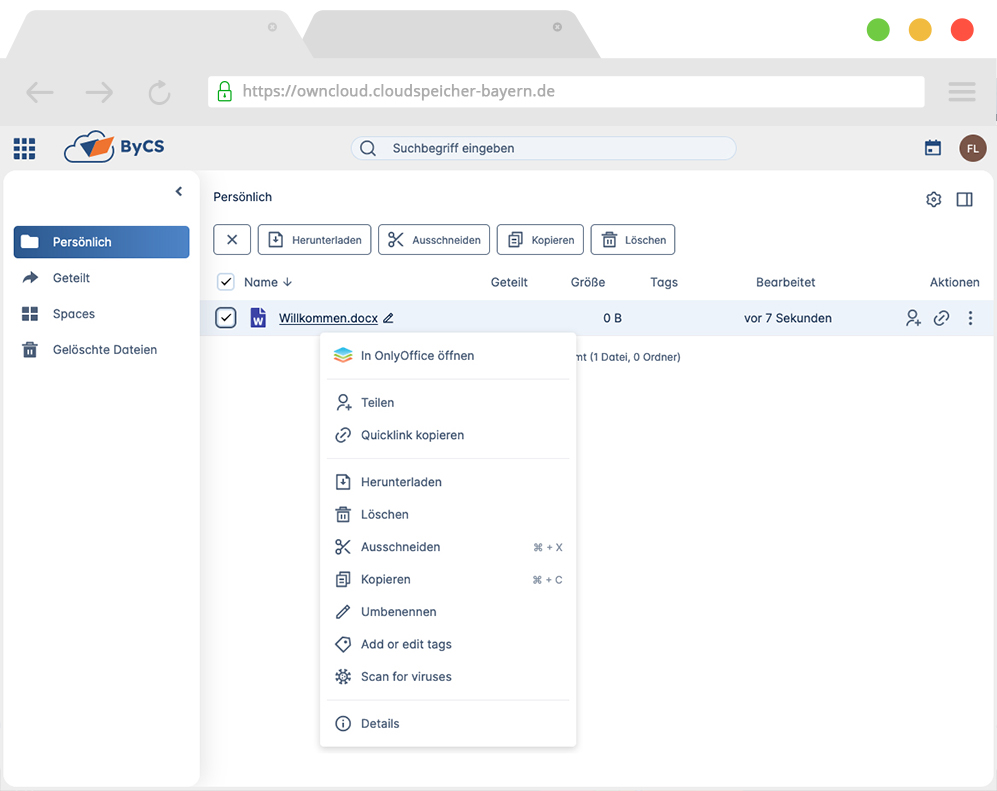 https://owncloud.cloudspeicher-bayern.de
ByCS
Suchbegriff eingeben
FL
Persönlich
Persönlich
Geteilt
Spaces
Gelöschte Dateien
Herunterladen
Ausschneiden
Kopieren
Löschen
Name
Geteilt
Größe
Tags
Bearbeitet
Aktionen
Willkommen.docx
0 B
vor 7 Sekunden
(1 Datei, 0 Ordner)
In OnlyOffice öffnen
Teilen
Quicklink kopieren
Herunterladen
Löschen
Ausschneiden
⌘ + X
Kopieren
⌘ + C
Umbenennen
Add or edit tags
Scan for viruses
Details